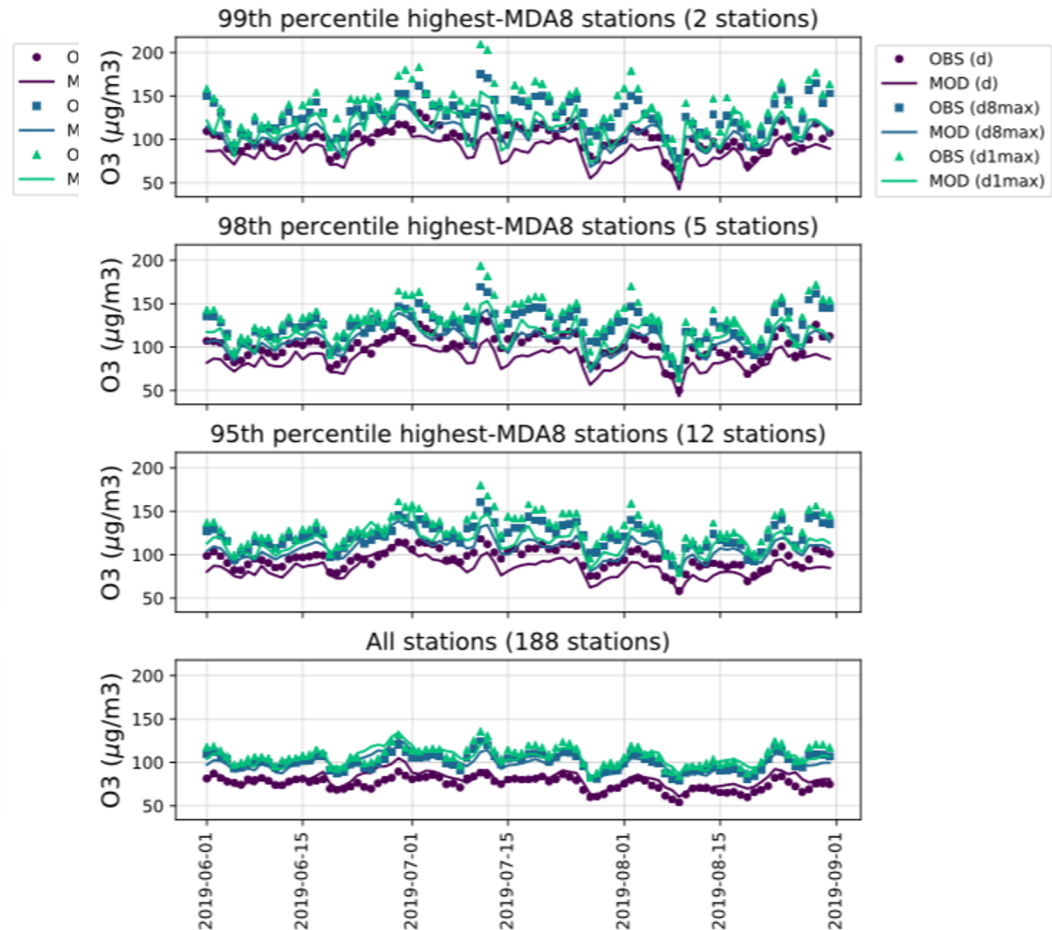 99th percentile highest-MDA8 stations (2 stations)
O
M
O
M
O
M
O3 (μg/m3)
200
150
100
50
OBS (d)
MOD (d)
OBS (d8max)
MOD (d8max)
OBS (d1max)
MOD (d1max)
98th percentile highest-MDA8 stations (5 stations)
O3 (μg/m3)
200
150
100
50
95th percentile highest-MDA8 stations (12 stations)
O3 (μg/m3)
200
150
100
50
All stations (188 stations)
O3 (μg/m3)
200
150
100
50
2019-06-01
2019-06-15
2019-07-01
2019-07-15
2019-08-01
2019-08-15
2019-09-01